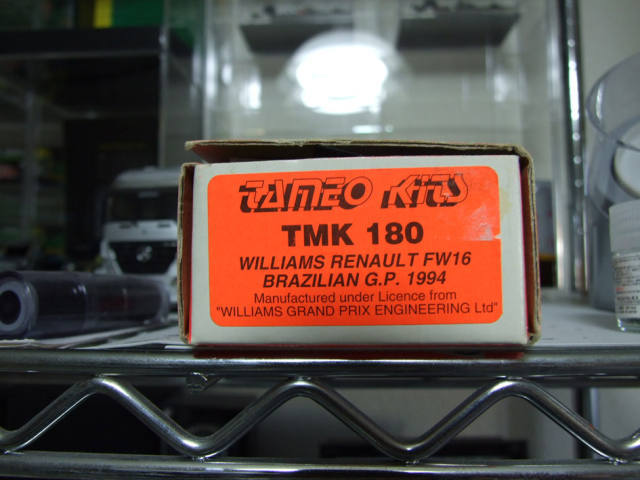 TAMEO KITS
TMK 180
WILLIAMS RENAULT FW16
BRAZILIAN G.P. 1994
Manufactured under Licence from
"WILLIAMS GRAND PRIX ENGINEERING Ltd"